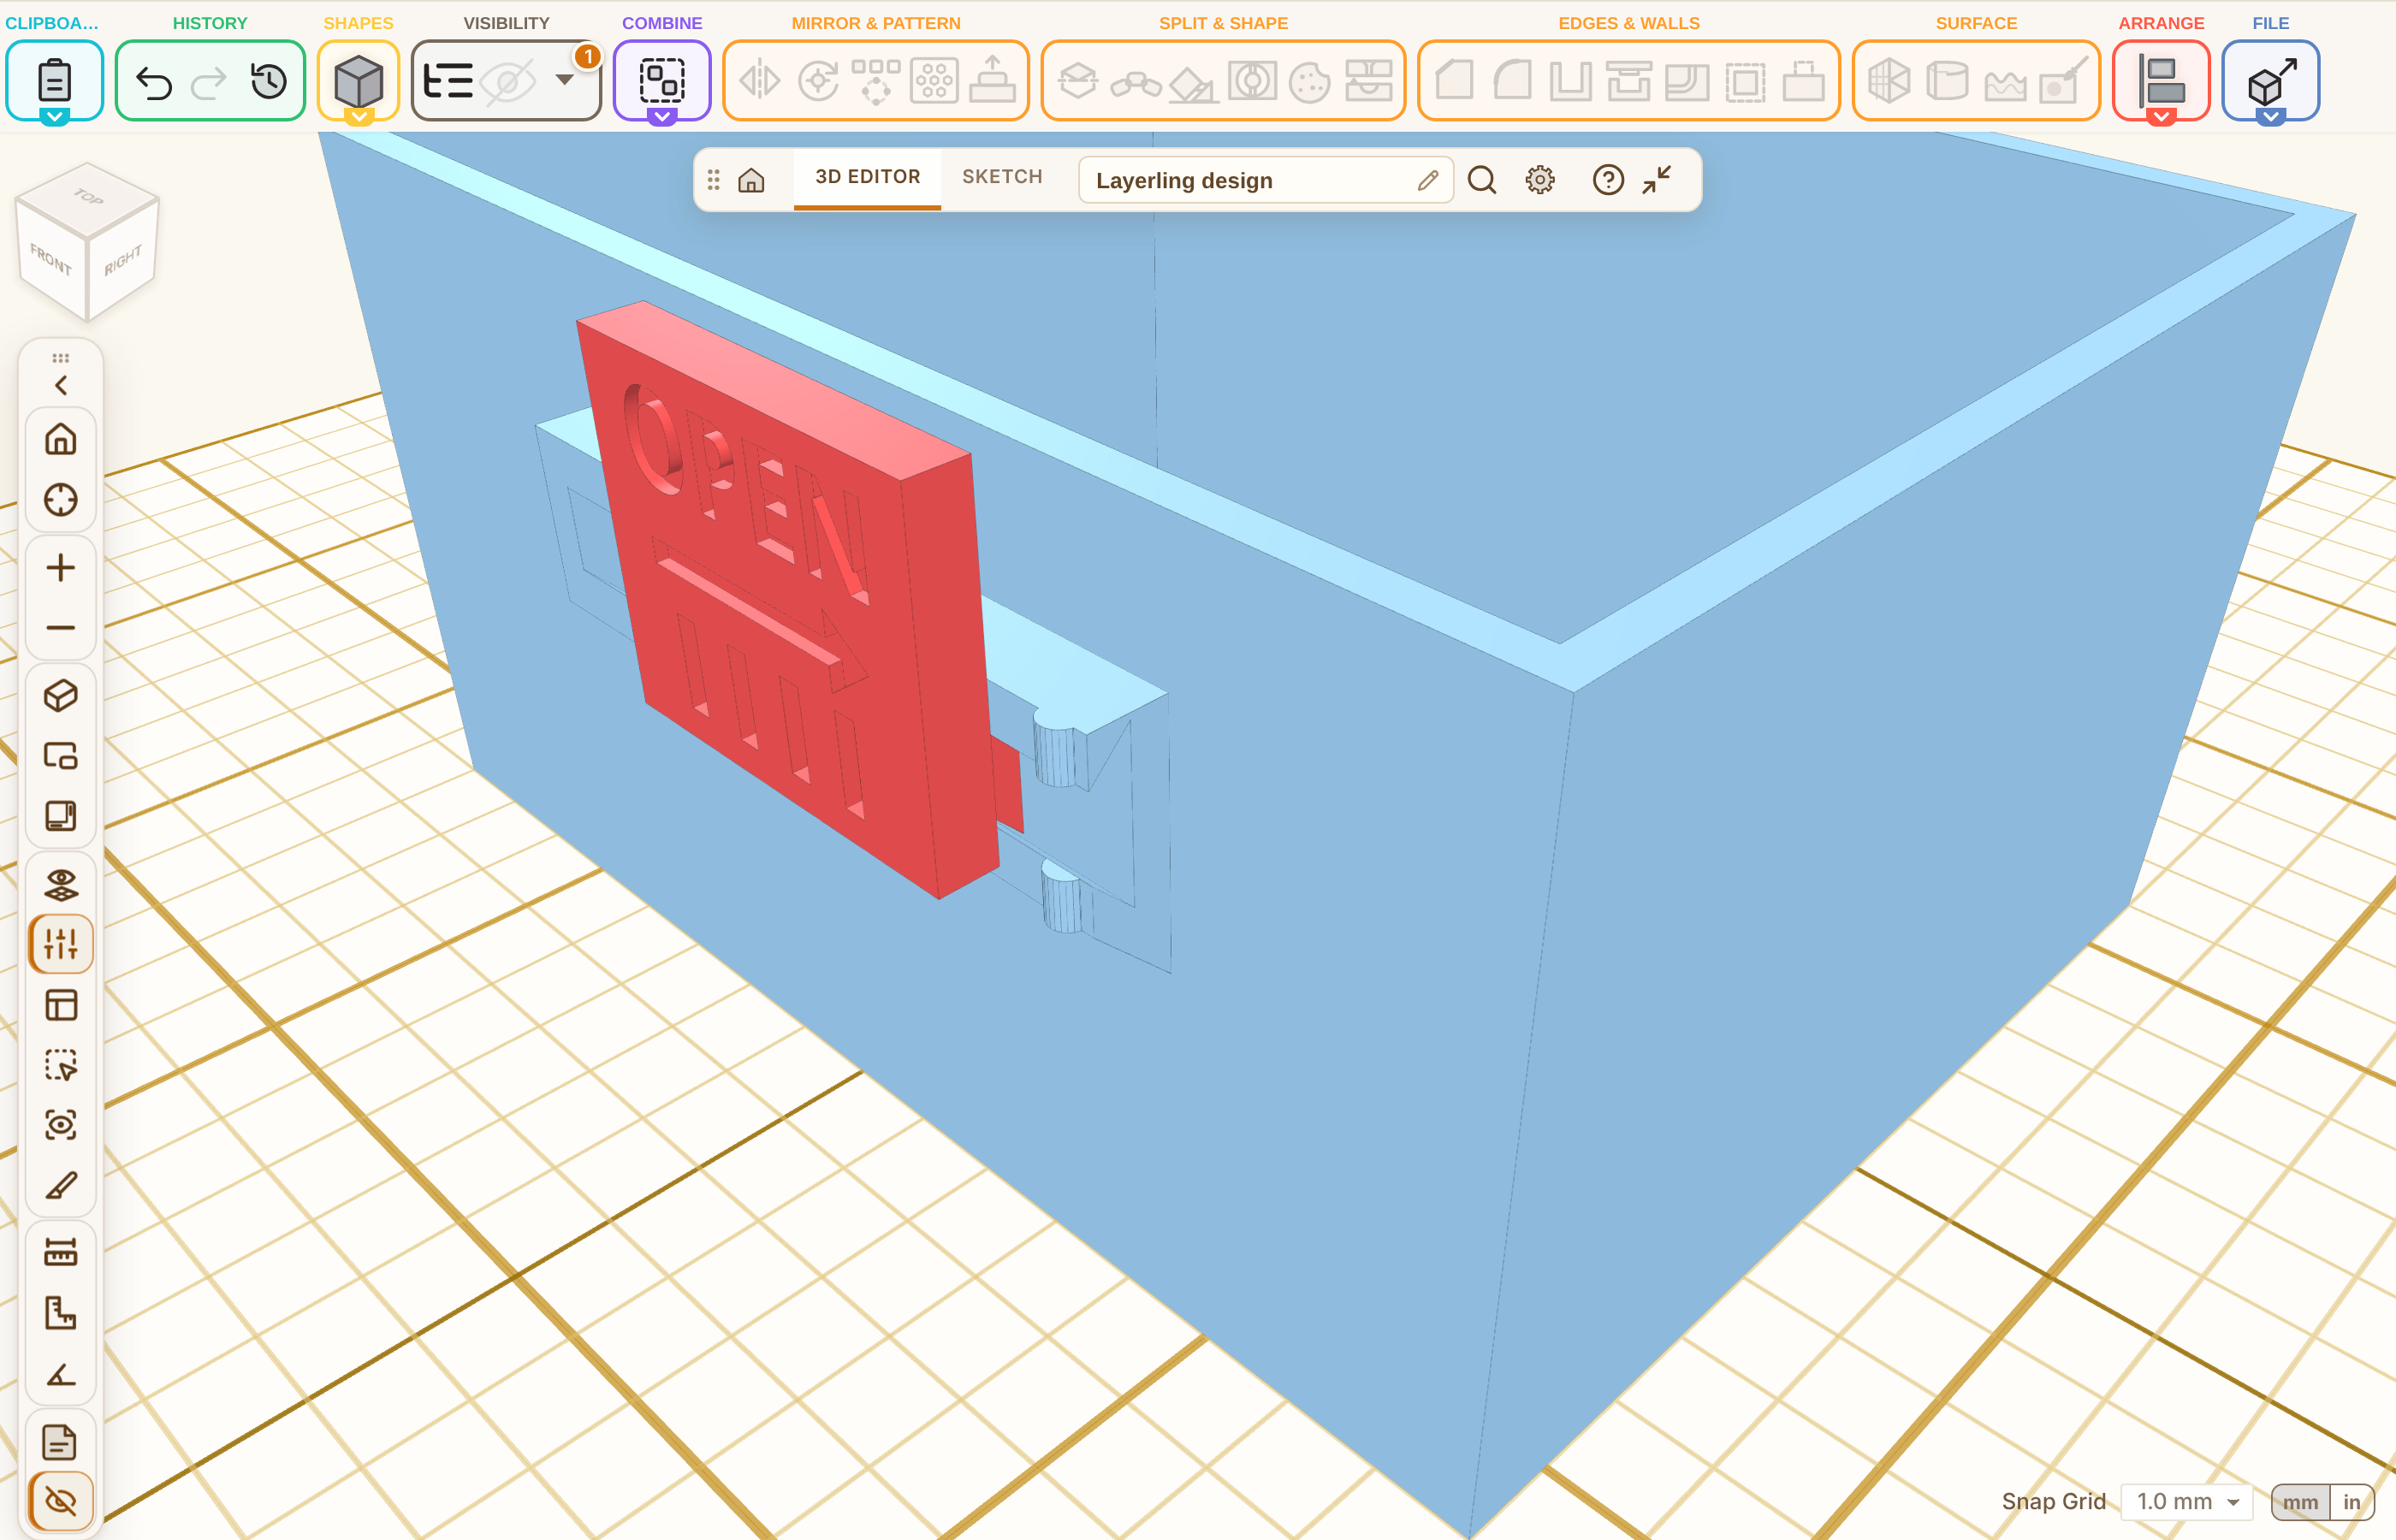 CLIPBOA...
HISTORY
SHAPES
VISIBILITY
COMBINE
MIRROR & PATTERN
SPLIT & SHAPE
EDGES & WALLS
SURFACE
ARRANGE
FILE
1
3D EDITOR
SKETCH
Layerling design
TOP
FRONT
RIGHT
OPEN
Snap Grid
1.0 mm
mm
in